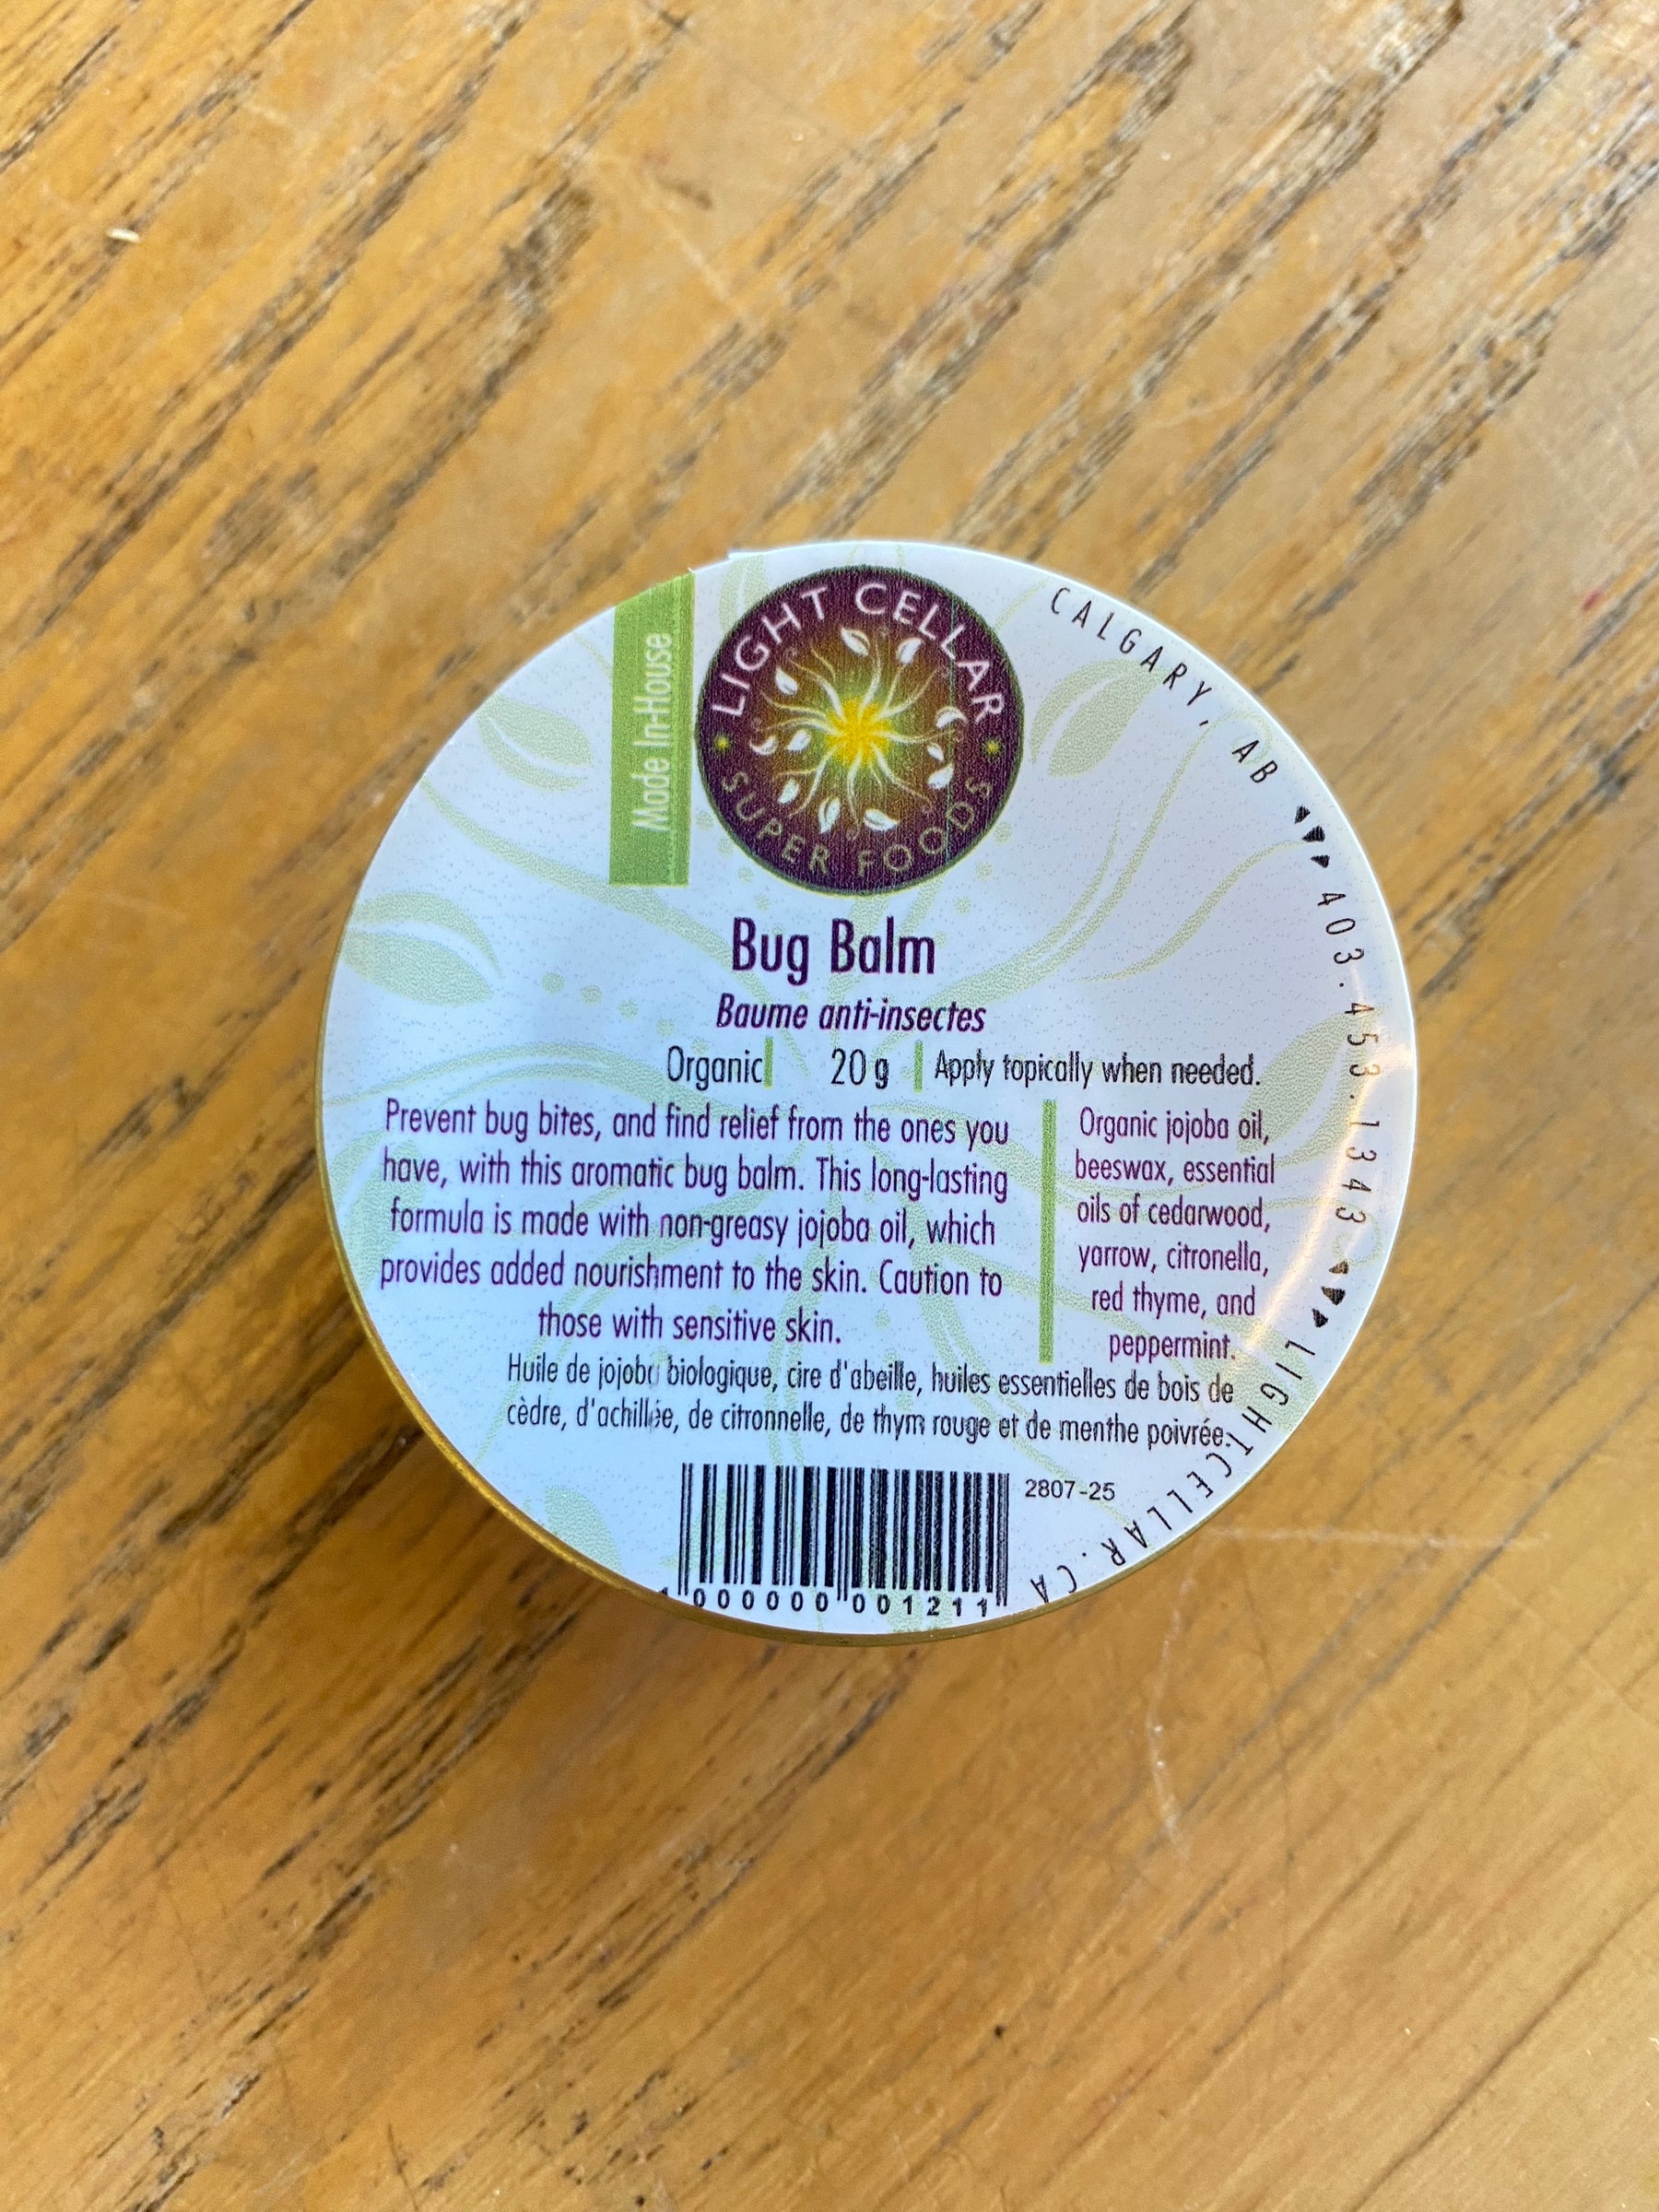 LIGHT CELLAR
SUPER FOODS
Made In-House
CALGARY, AB 403.453.1343 LIGHTCELLAR.CA
Bug Balm
Baume anti-insectes
Organic 20 g Apply topically when needed.
Prevent bug bites, and find relief from the ones you
have, with this aromatic bug balm. This long-lasting
formula is made with non-greasy jojoba oil, which
provides added nourishment to the skin. Caution to
those with sensitive skin.
Organic jojoba oil,
beeswax, essential
oils of cedarwood,
yarrow, citronella,
red thyme, and
peppermint.
Huile de jojoba biologique, cire d'abeille, huiles essentielles de bois de
cèdre, d'achillée, de citronnelle, de thym rouge et de menthe poivrée.
2807-25
000000 001211